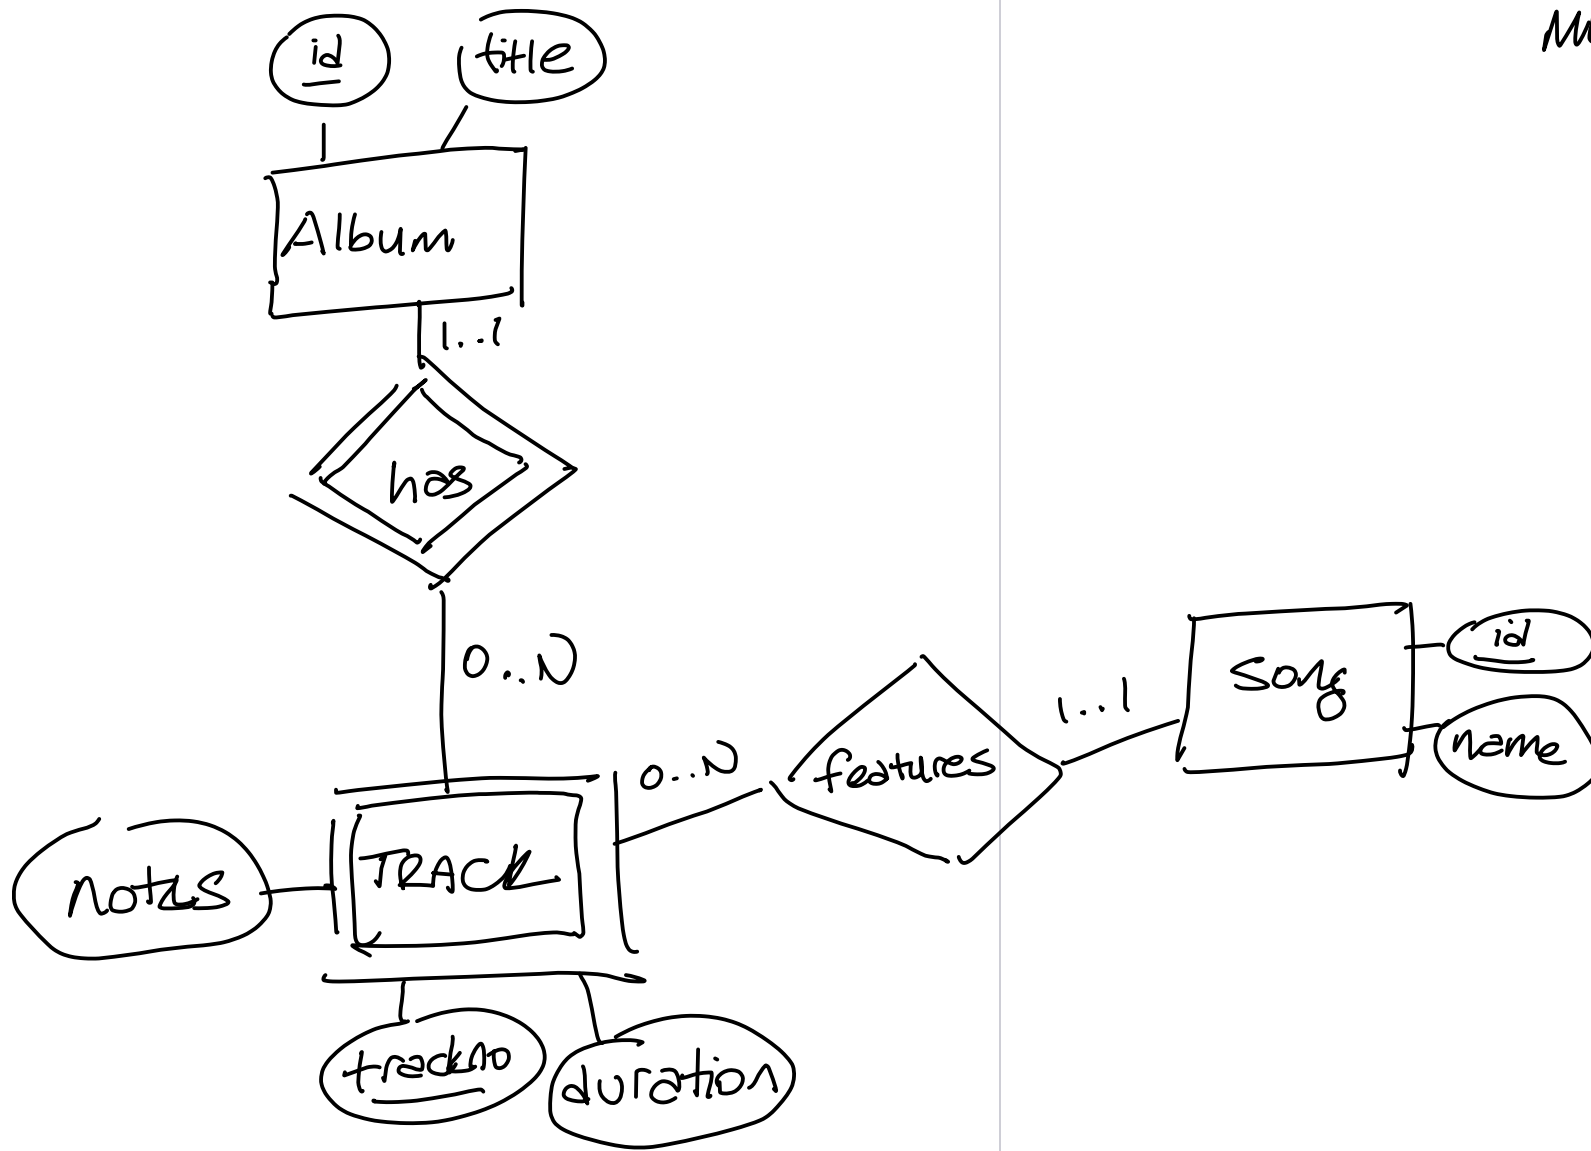 id
title
Album
1..1
has
0..N
0..N
features
1...1
song
id
name
TRACK
notes
trackno
duration